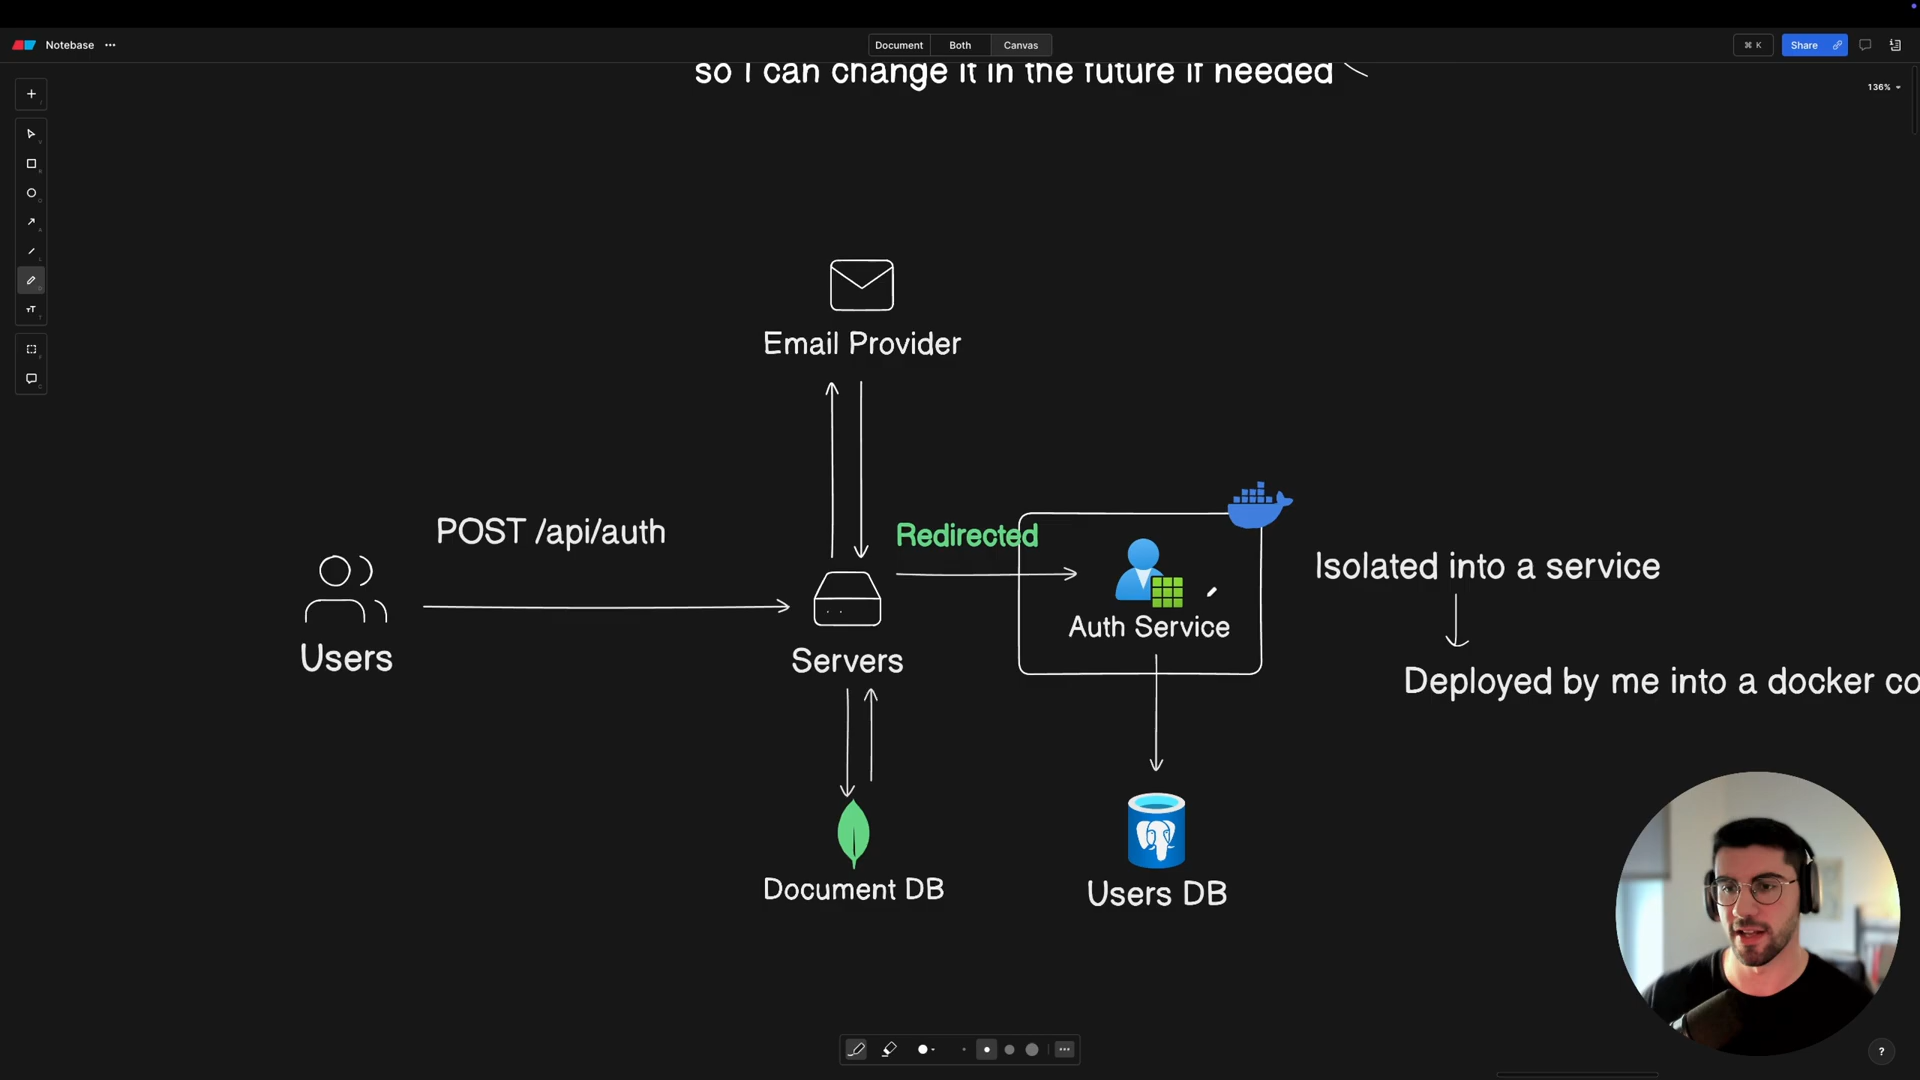 Notebase
Document
Both
Canvas
⌘ K
Share
so I can change it in the future if needed
136%
Email Provider
POST /api/auth
Redirected
Isolated into a service
Auth Service
Users
Servers
Deployed by me into a docker co
Document DB
Users DB
?